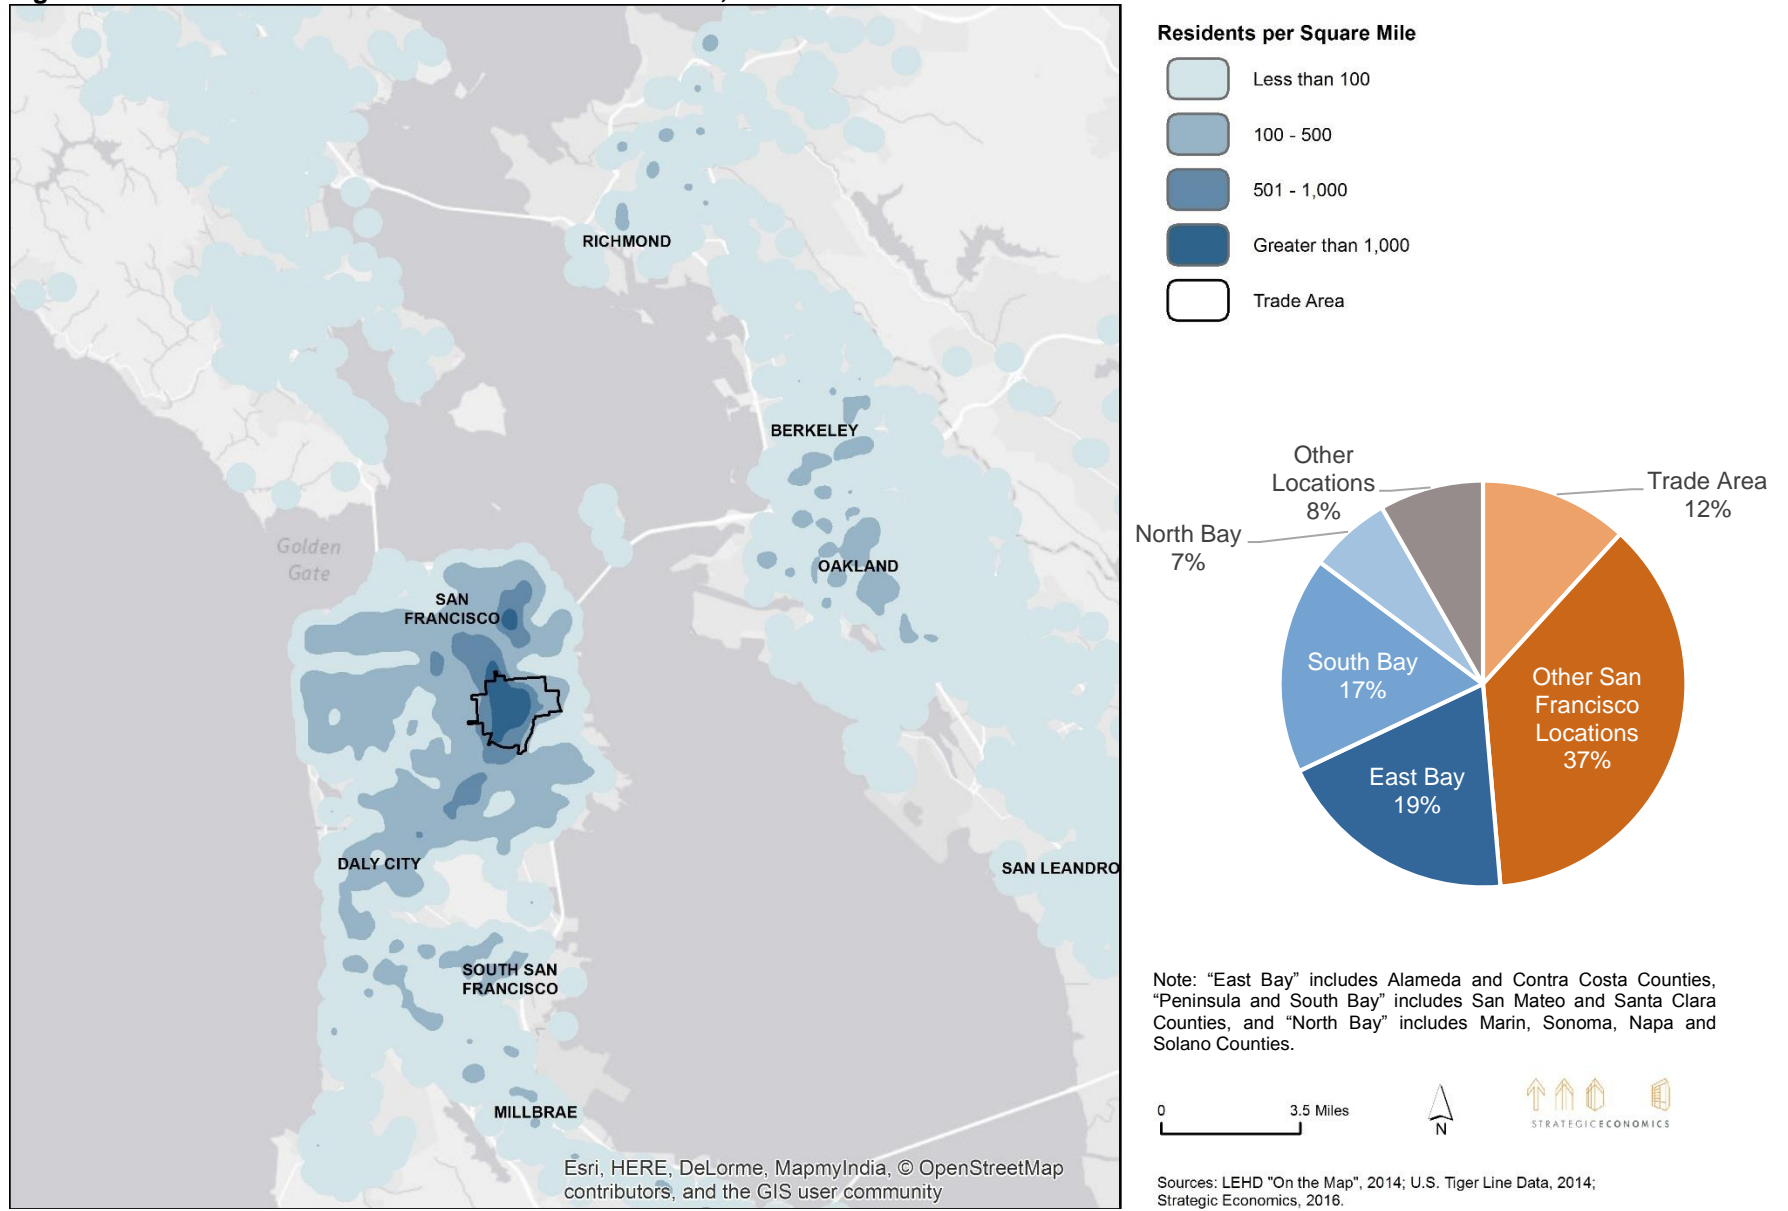 RICHMOND
BERKELEY
Golden
Gate
OAKLAND
SAN
FRANCISCO
DALY CITY
SAN LEANDRO
SOUTH SAN
FRANCISCO
MILLBRAE
Esri, HERE, DeLorme, MapmyIndia, © OpenStreetMap
contributors, and the GIS user community
Residents per Square Mile
Less than 100
100 - 500
501 - 1,000
Greater than 1,000
Trade Area
Other
Locations
8%
Trade Area
12%
North Bay
7%
South Bay
17%
Other San
Francisco
Locations
37%
East Bay
19%
Note: “East Bay” includes Alameda and Contra Costa Counties,
“Peninsula and South Bay” includes San Mateo and Santa Clara
Counties, and “North Bay” includes Marin, Sonoma, Napa and
Solano Counties.
0 3.5 Miles
N
STRATEGICECONOMICS
Sources: LEHD "On the Map", 2014; U.S. Tiger Line Data, 2014;
Strategic Economics, 2016.